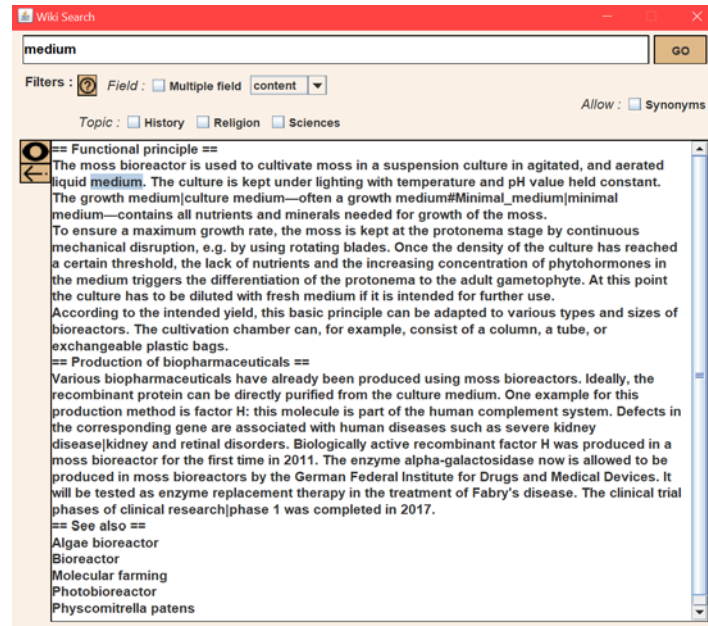 Wiki Search
medium
GO
Filters : ? Field : Multiple field content
Allow : Synonyms
Topic : History Religion Sciences
== Functional principle ==
The moss bioreactor is used to cultivate moss in a suspension culture in agitated, and aerated
liquid medium. The culture is kept under lighting with temperature and pH value held constant.
The growth medium|culture medium—often a growth medium#Minimal_medium|minimal
medium—contains all nutrients and minerals needed for growth of the moss.
To ensure a maximum growth rate, the moss is kept at the protonema stage by continuous
mechanical disruption, e.g. by using rotating blades. Once the density of the culture has reached
a certain threshold, the lack of nutrients and the increasing concentration of phytohormones in
the medium triggers the differentiation of the protonema to the adult gametophyte. At this point
the culture has to be diluted with fresh medium if it is intended for further use.
According to the intended yield, this basic principle can be adapted to various types and sizes of
bioreactors. The cultivation chamber can, for example, consist of a column, a tube, or
exchangeable plastic bags.
== Production of biopharmaceuticals ==
Various biopharmaceuticals have already been produced using moss bioreactors. Ideally, the
recombinant protein can be directly purified from the culture medium. One example for this
production method is factor H: this molecule is part of the human complement system. Defects in
the corresponding gene are associated with human diseases such as severe kidney
disease|kidney and retinal disorders. Biologically active recombinant factor H was produced in a
moss bioreactor for the first time in 2011. The enzyme alpha-galactosidase now is allowed to be
produced in moss bioreactors by the German Federal Institute for Drugs and Medical Devices. It
will be tested as enzyme replacement therapy in the treatment of Fabry's disease. The clinical trial
phases of clinical research|phase 1 was completed in 2017.
== See also ==
Algae bioreactor
Bioreactor
Molecular farming
Photobioreactor
Physcomitrella patens